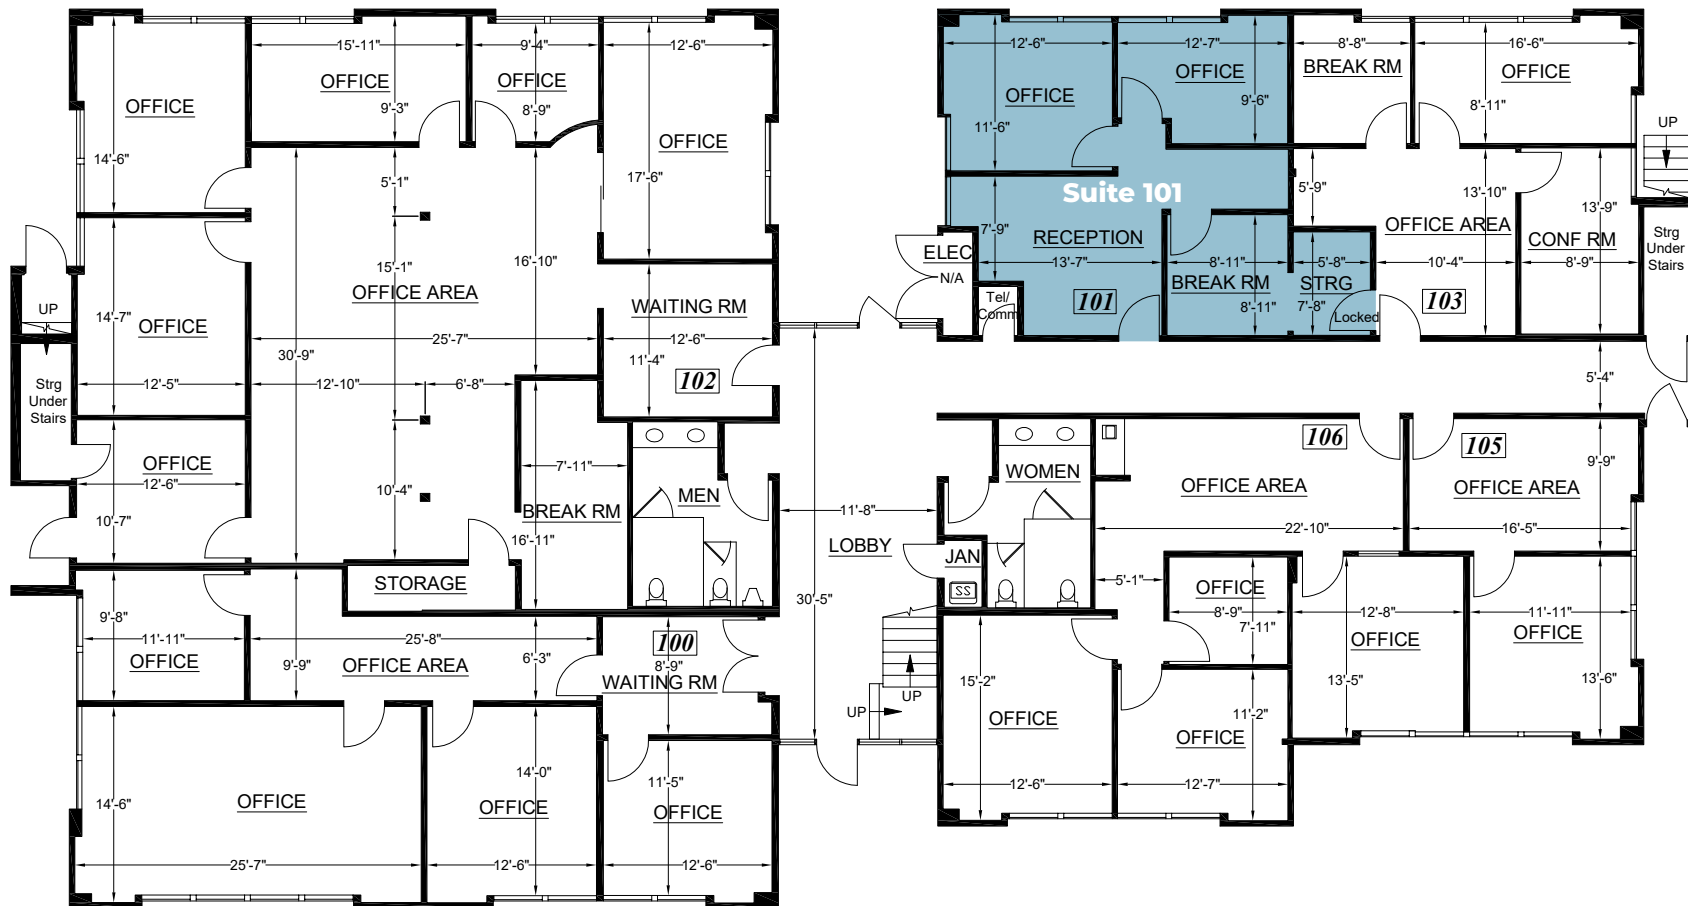 15'-11"
9'-4"
12'-6"
12'-6"
12'-7"
8'-8"
16'-6"
OFFICE
OFFICE
OFFICE
OFFICE
OFFICE
BREAK RM
OFFICE
OFFICE
9'-3"
8'-9"
9'-6"
8'-11"
11'-6"
UP
14'-6"
OFFICE
17'-6"
5'-1"
Suite 101
5'-9"
13'-10"
13'-9"
7'-9"
RECEPTION
OFFICE AREA
CONF RM
Strg
Under
Stairs
15'-1"
16'-10"
ELEC
N/A
13'-7"
8'-11"
5'-8"
10'-4"
8'-9"
OFFICE AREA
WAITING RM
Tel/
Comm
101
BREAK RM
STRG
103
UP
14'-7"
OFFICE
8'-11"
7'-8"
Locked
25'-7"
12'-6"
30'-9"
11'-4"
102
Strg
Under
Stairs
12'-5"
12'-10"
6'-8"
5'-4"
106
105
OFFICE
12'-6"
7'-11"
MEN
WOMEN
9'-9"
OFFICE AREA
OFFICE AREA
10'-4"
10'-7"
BREAK RM
16'-11"
11'-8"
LOBBY
22'-10"
16'-5"
JAN
SS
STORAGE
5'-1"
OFFICE
8'-9"
7'-11"
30'-5"
9'-8"
11'-11"
OFFICE
25'-8"
9'-9"
OFFICE AREA
6'-3"
100
8'-9"
WAITING RM
12'-8"
OFFICE
11'-11"
OFFICE
UP
UP
15'-2"
OFFICE
13'-5"
13'-6"
11'-2"
OFFICE
14'-0"
11'-5"
14'-6"
OFFICE
OFFICE
OFFICE
12'-6"
12'-7"
25'-7"
12'-6"
12'-6"